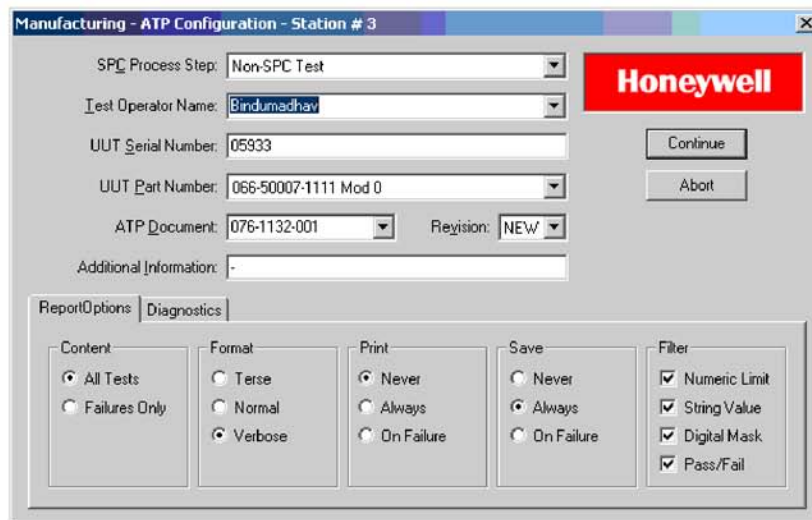 Manufacturing - ATP Configuration - Station # 3
SPC Process Step: Non-SPC Test
Honeywell
Test Operator Name: Bindumadhav
UUT Serial Number: 05933
Continue
UUT Part Number: 066-50007-1111 Mod 0
Abort
ATP Document: 076-1132-001 Revision: NEW
Additional Information: -
ReportOptions Diagnostics
Content Format Print Save Filter
All Tests Terse Never Never Numeric Limit
Failures Only Normal Always Always String Value
Verbose On Failure On Failure Digital Mask
Pass/Fail